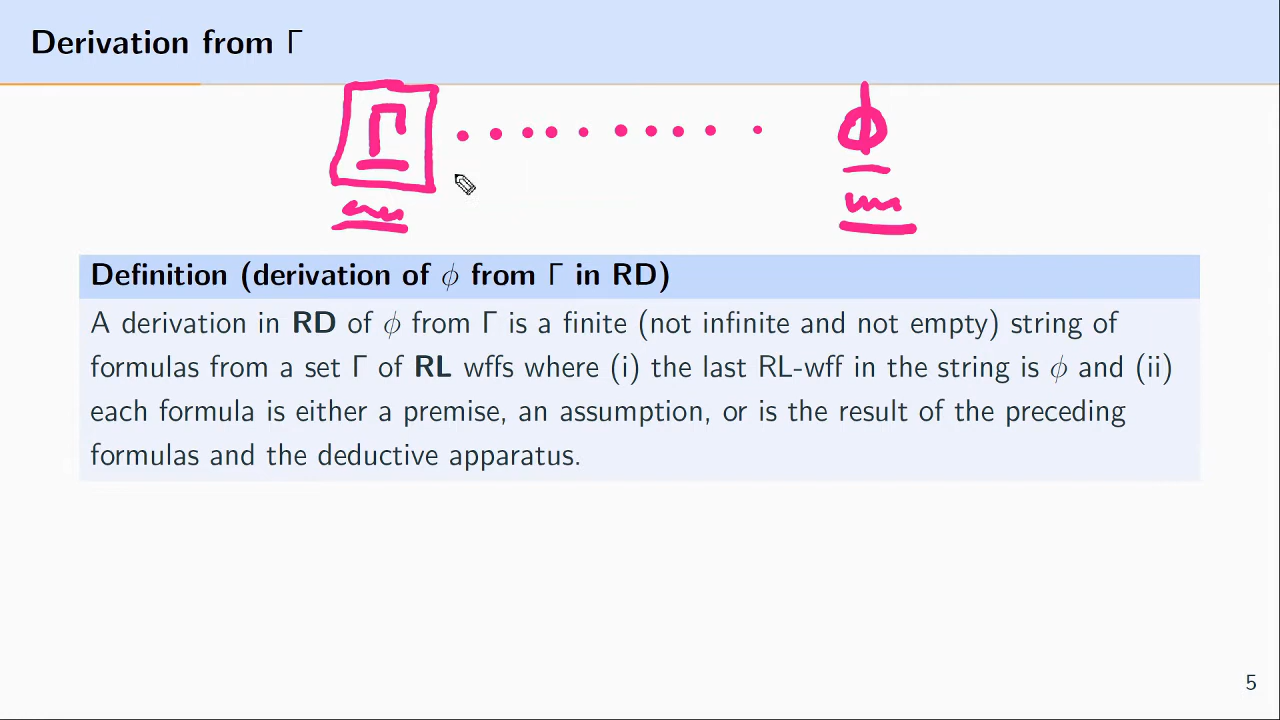 Derivation from Γ
Γ . . . . . . . . . . ϕ
Definition (derivation of ϕ from Γ in RD)
A derivation in RD of ϕ from Γ is a finite (not infinite and not empty) string of
formulas from a set Γ of RL wffs where (i) the last RL-wff in the string is ϕ and (ii)
each formula is either a premise, an assumption, or is the result of the preceding
formulas and the deductive apparatus.
5